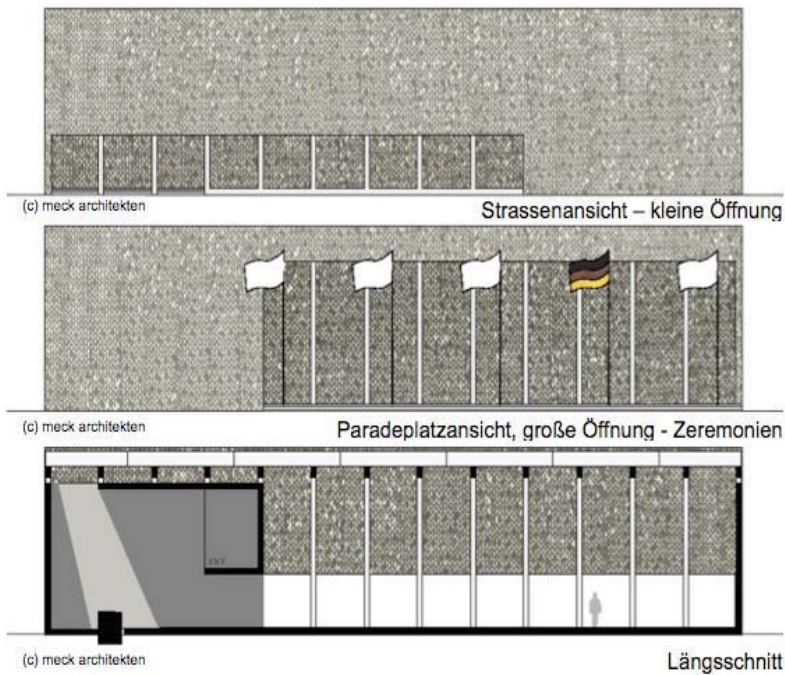 (c) meck architekten
Strassenansicht – kleine Öffnung
(c) meck architekten
Paradeplatzansicht, große Öffnung - Zeremonien
(c) meck architekten
Längsschnitt